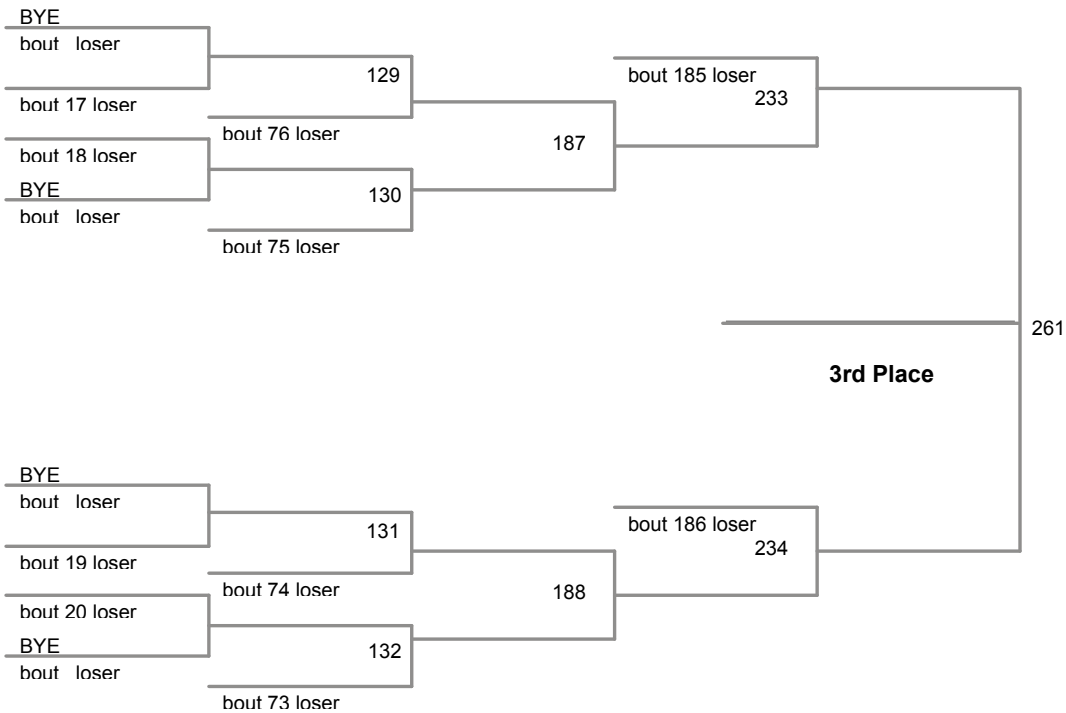 BYE
bout loser
bout 185 loser
129
233
bout 17 loser
bout 76 loser
187
bout 18 loser
BYE
130
bout loser
bout 75 loser
261
3rd Place
BYE
bout loser
bout 186 loser
131
234
bout 19 loser
bout 74 loser
188
bout 20 loser
BYE
132
bout loser
bout 73 loser